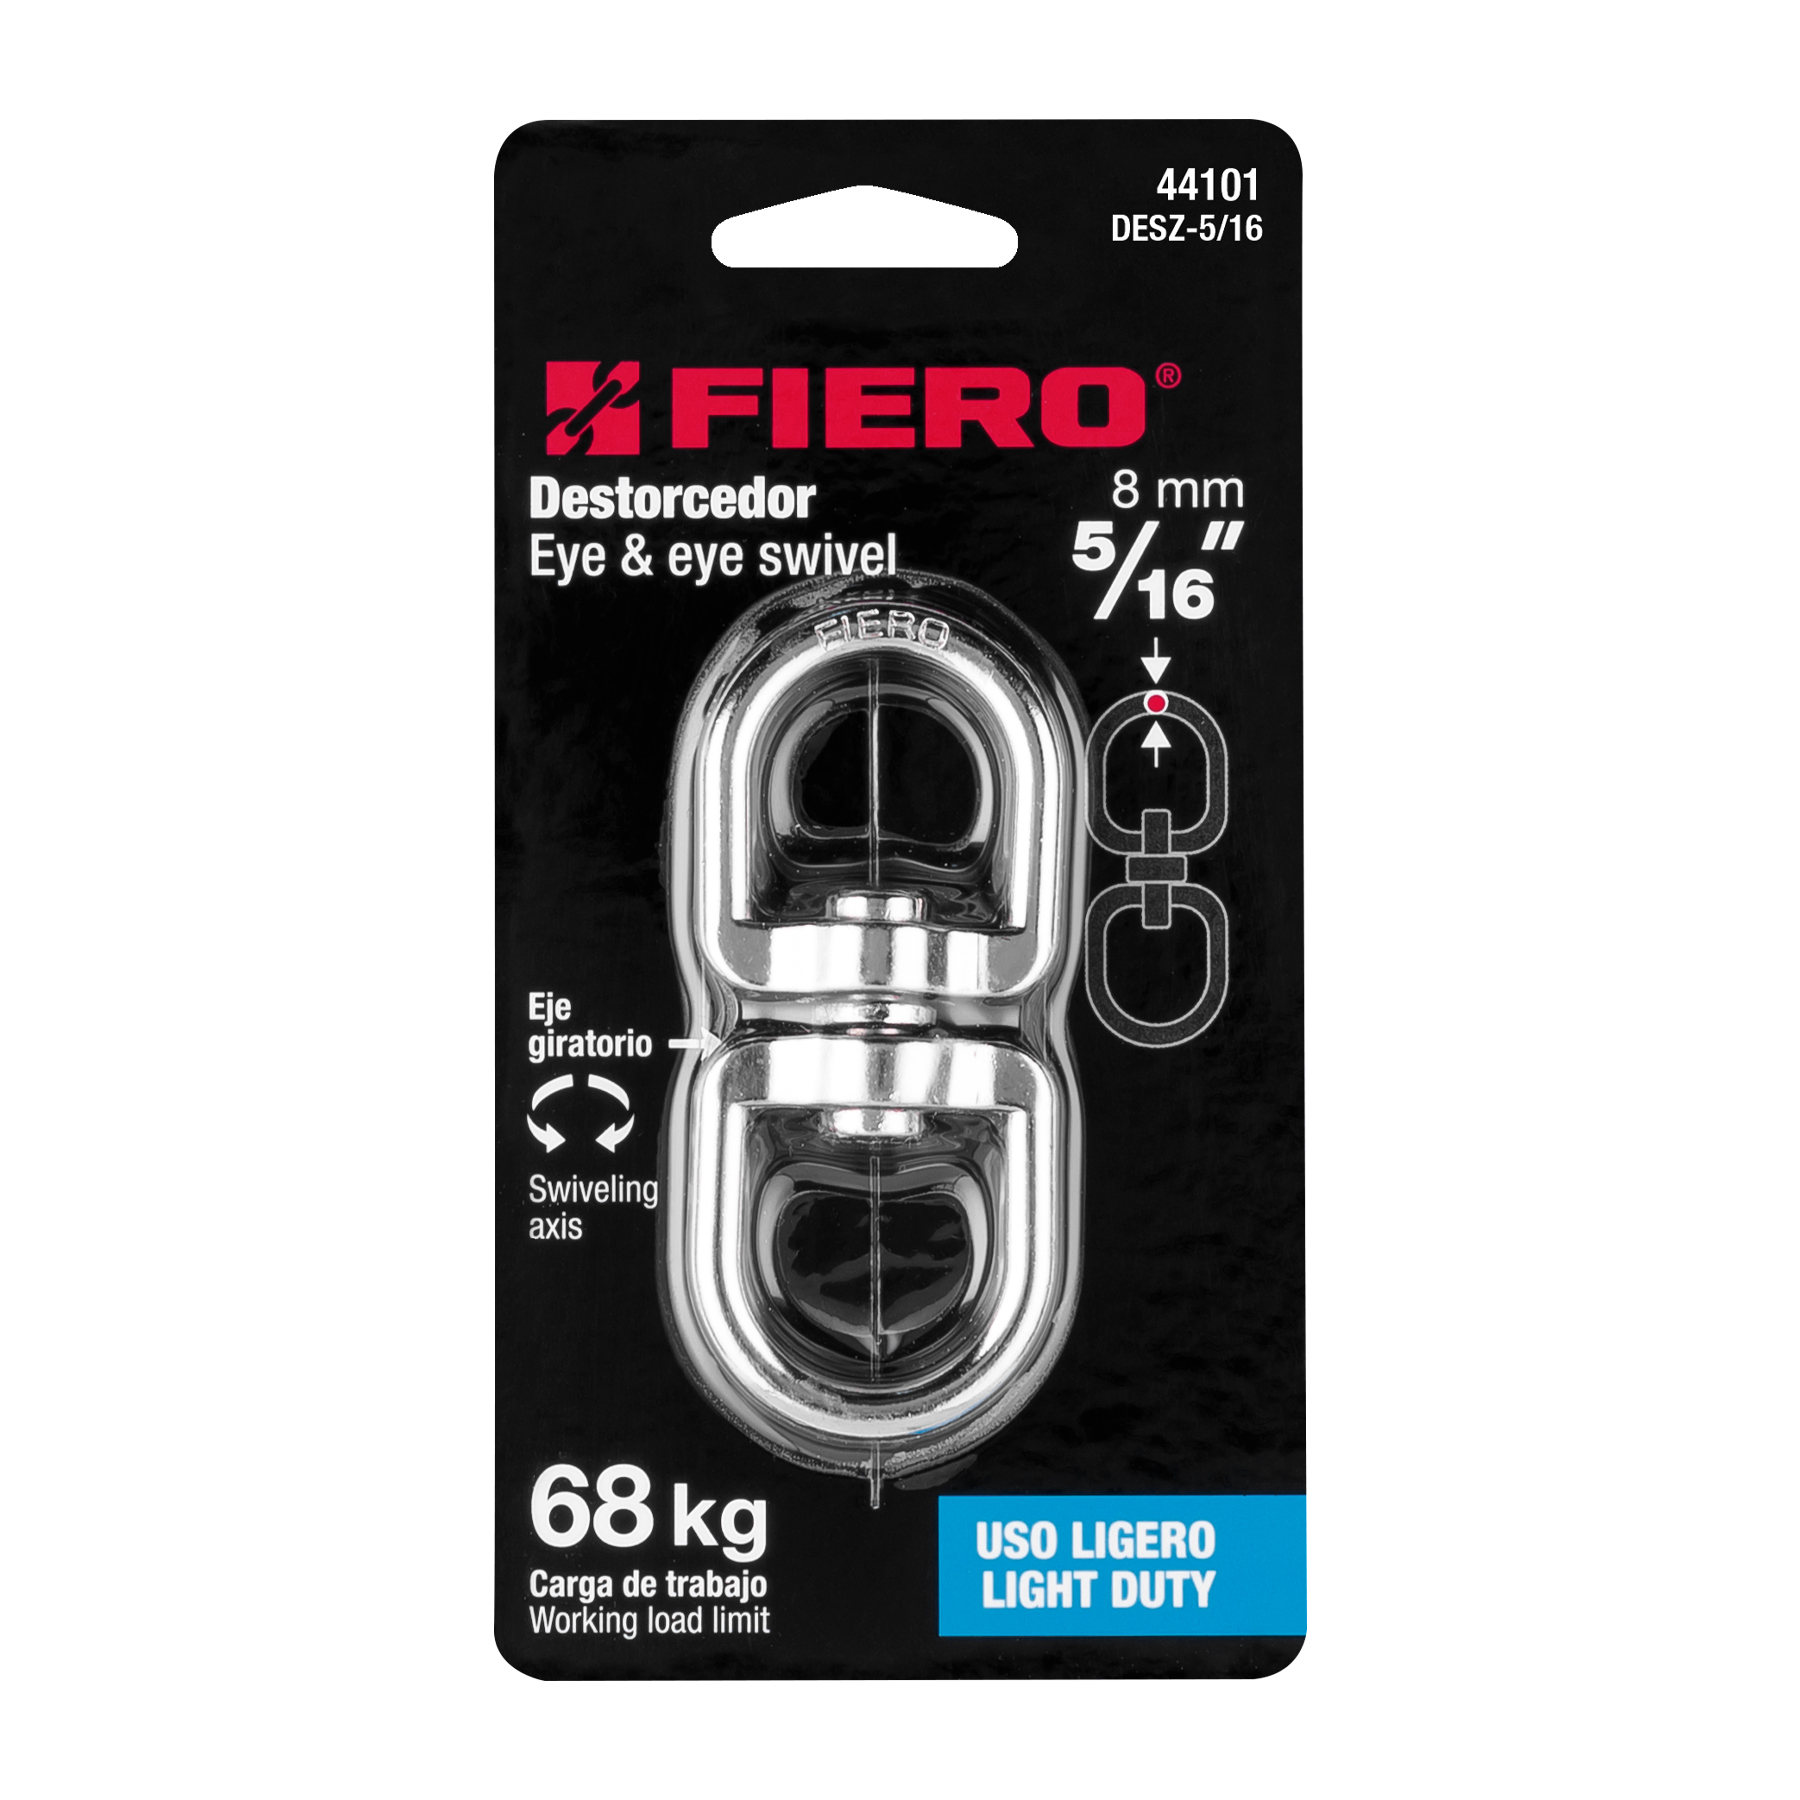 44101
DESZ-5/16
FIERO®
Destorcedor
Eye & eye swivel
8 mm
5/16"
FIERO
Eje
giratorio
Swiveling
axis
68 kg
Carga de trabajo
Working load limit
USO LIGERO
LIGHT DUTY